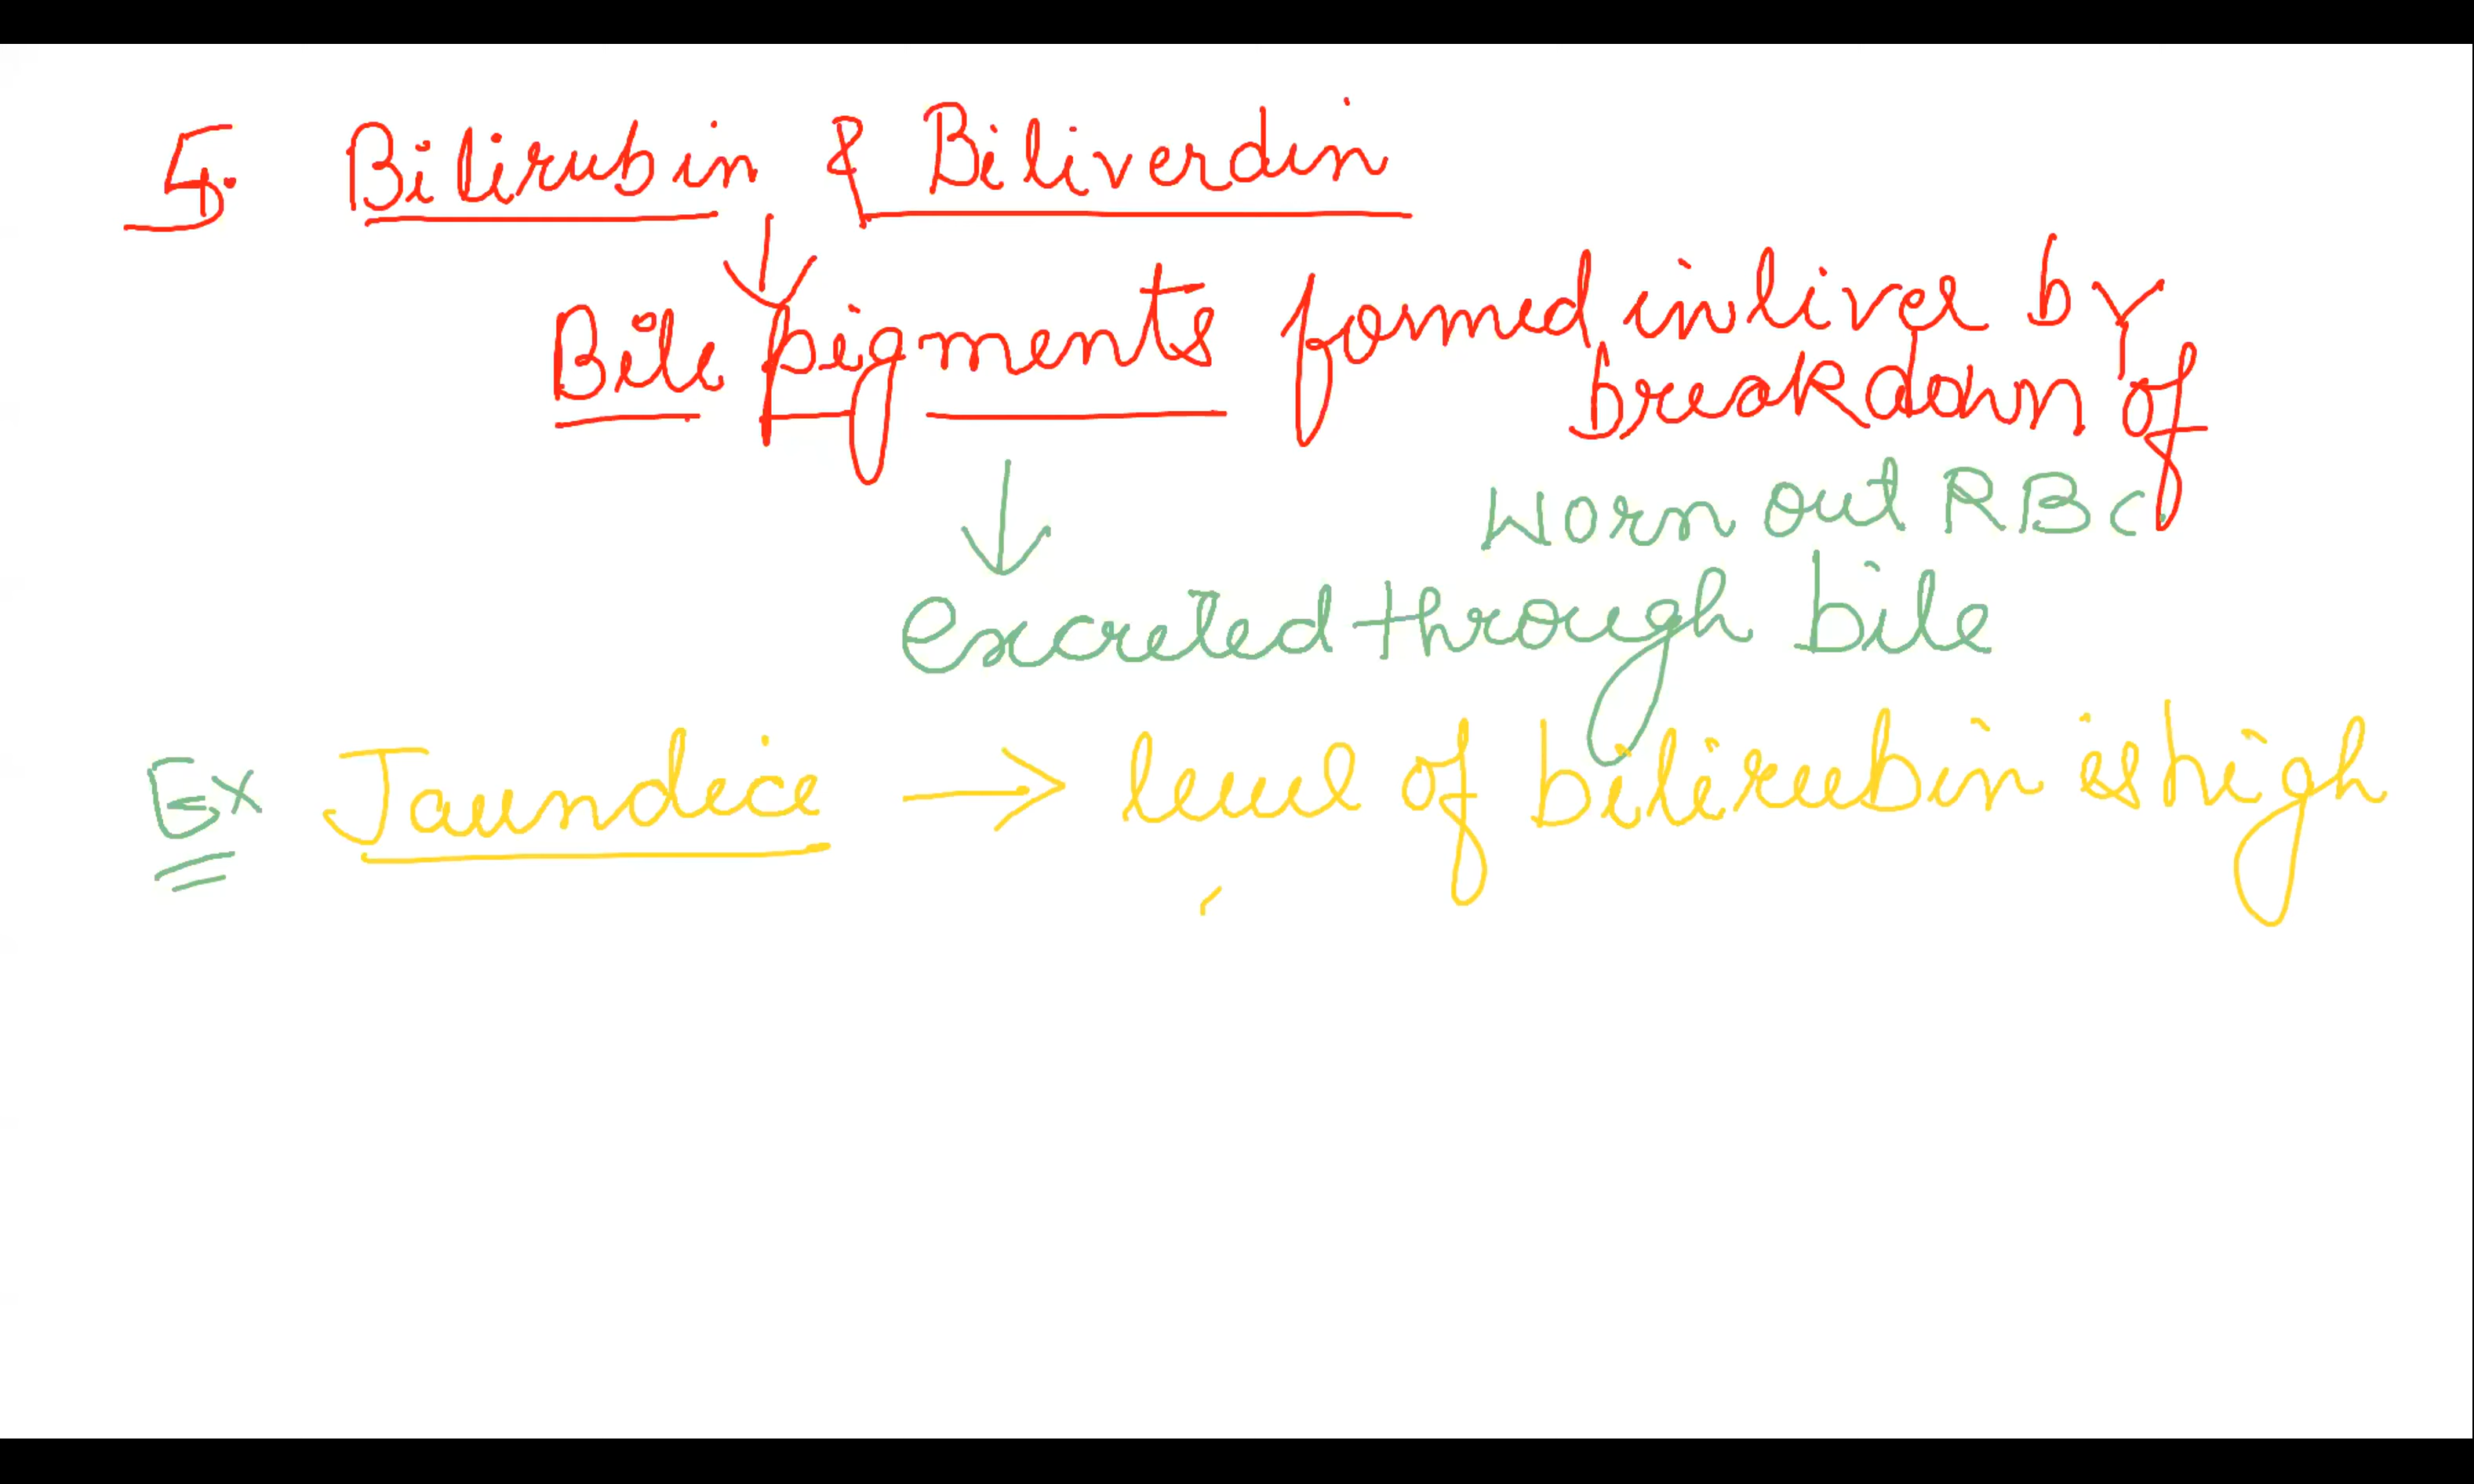 5. Bilirubin & Biliverdin
↓
Bile pigments formed in liver by
breakdown of
worn out RBC.
↓
excreted through bile
Ex Jaundice → level of bilirubin is high